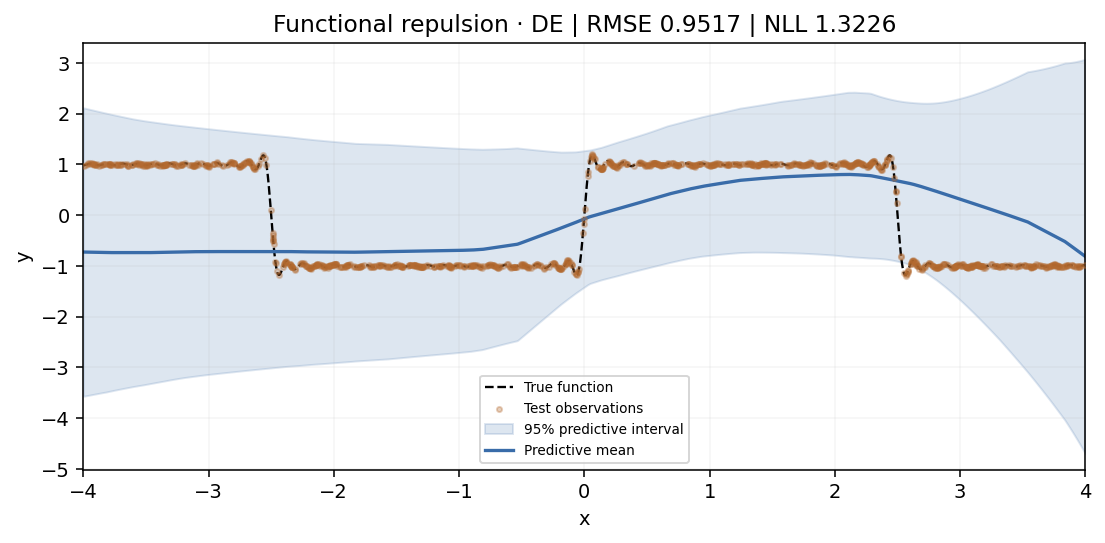 Functional repulsion · DE | RMSE 0.9517 | NLL 1.3226
3
2
1
0
−1
−2
−3
−4
−5
y
True function
Test observations
95% predictive interval
Predictive mean
−4 −3 −2 −1 0 1 2 3 4
x